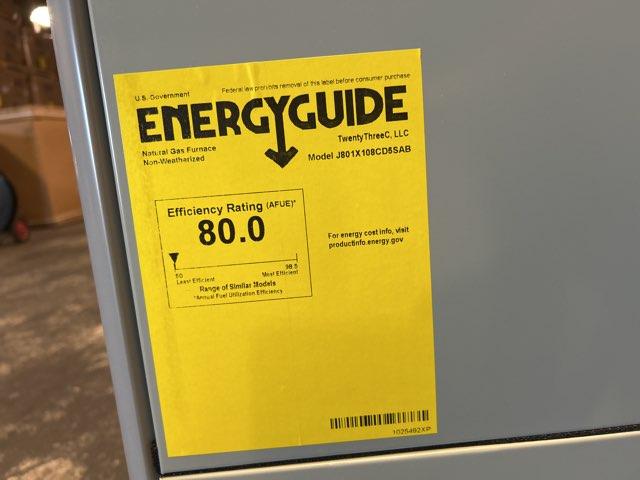 U.S. Government
Federal law prohibits removal of this label before consumer purchase
ENERGYGUIDE
Natural Gas Furnace
Non-Weatherized
TwentyThreeC, LLC
Model J801X108CD5SAB
Efficiency Rating (AFUE)*
80.0
80
98.5
Least Efficient
Most Efficient
Range of Similar Models
*Annual Fuel Utilization Efficiency
For energy cost info, visit
productinfo.energy.gov
1025492XP